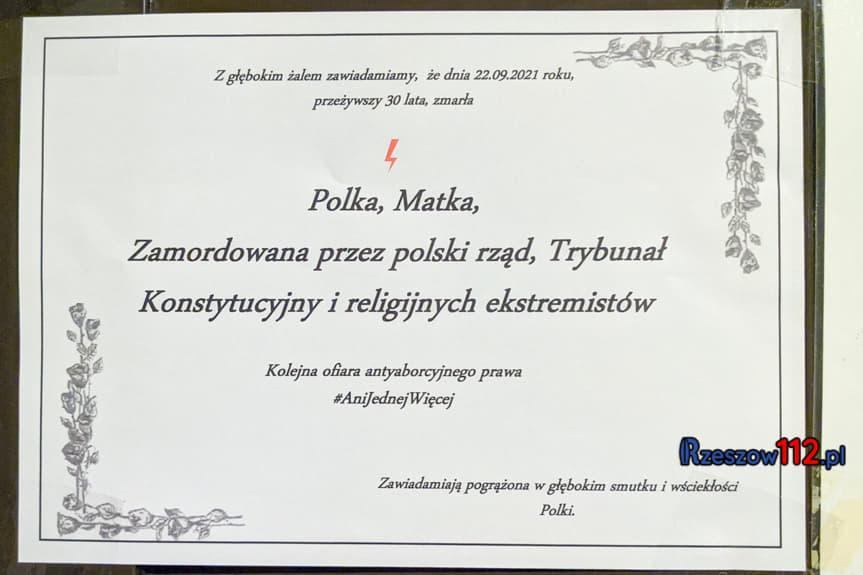 Z głębokim żalem zawiadamiamy, że dnia 22.09.2021 roku,
przeżywszy 30 lata, zmarła
Polka, Matka,
Zamordowana przez polski rząd, Trybunał
Konstytucyjny i religijnych ekstremistów
Kolejna ofiara antyaborcyjnego prawa
#AniJednejWięcej
Rzeszow112.pl
Zawiadamiają pogrążona w głębokim smutku i wściekłości
Polki.